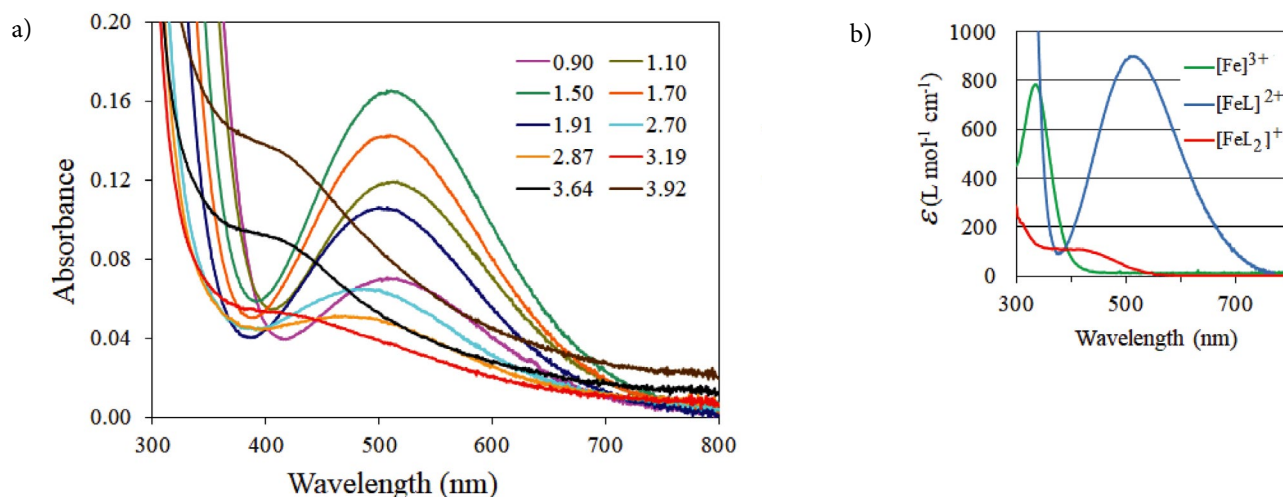 a)
0.20
0.16
0.12
0.08
0.04
0.00
Absorbance
0.90 1.10
1.50 1.70
1.91 2.70
2.87 3.19
3.64 3.92
300 400 500 600 700 800
Wavelength (nm)
b)
1000
800
600
400
200
0
ε (L mol-1 cm-1)
[Fe]3+
[FeL]2+
[FeL2]+
300 500 700
Wavelength (nm)